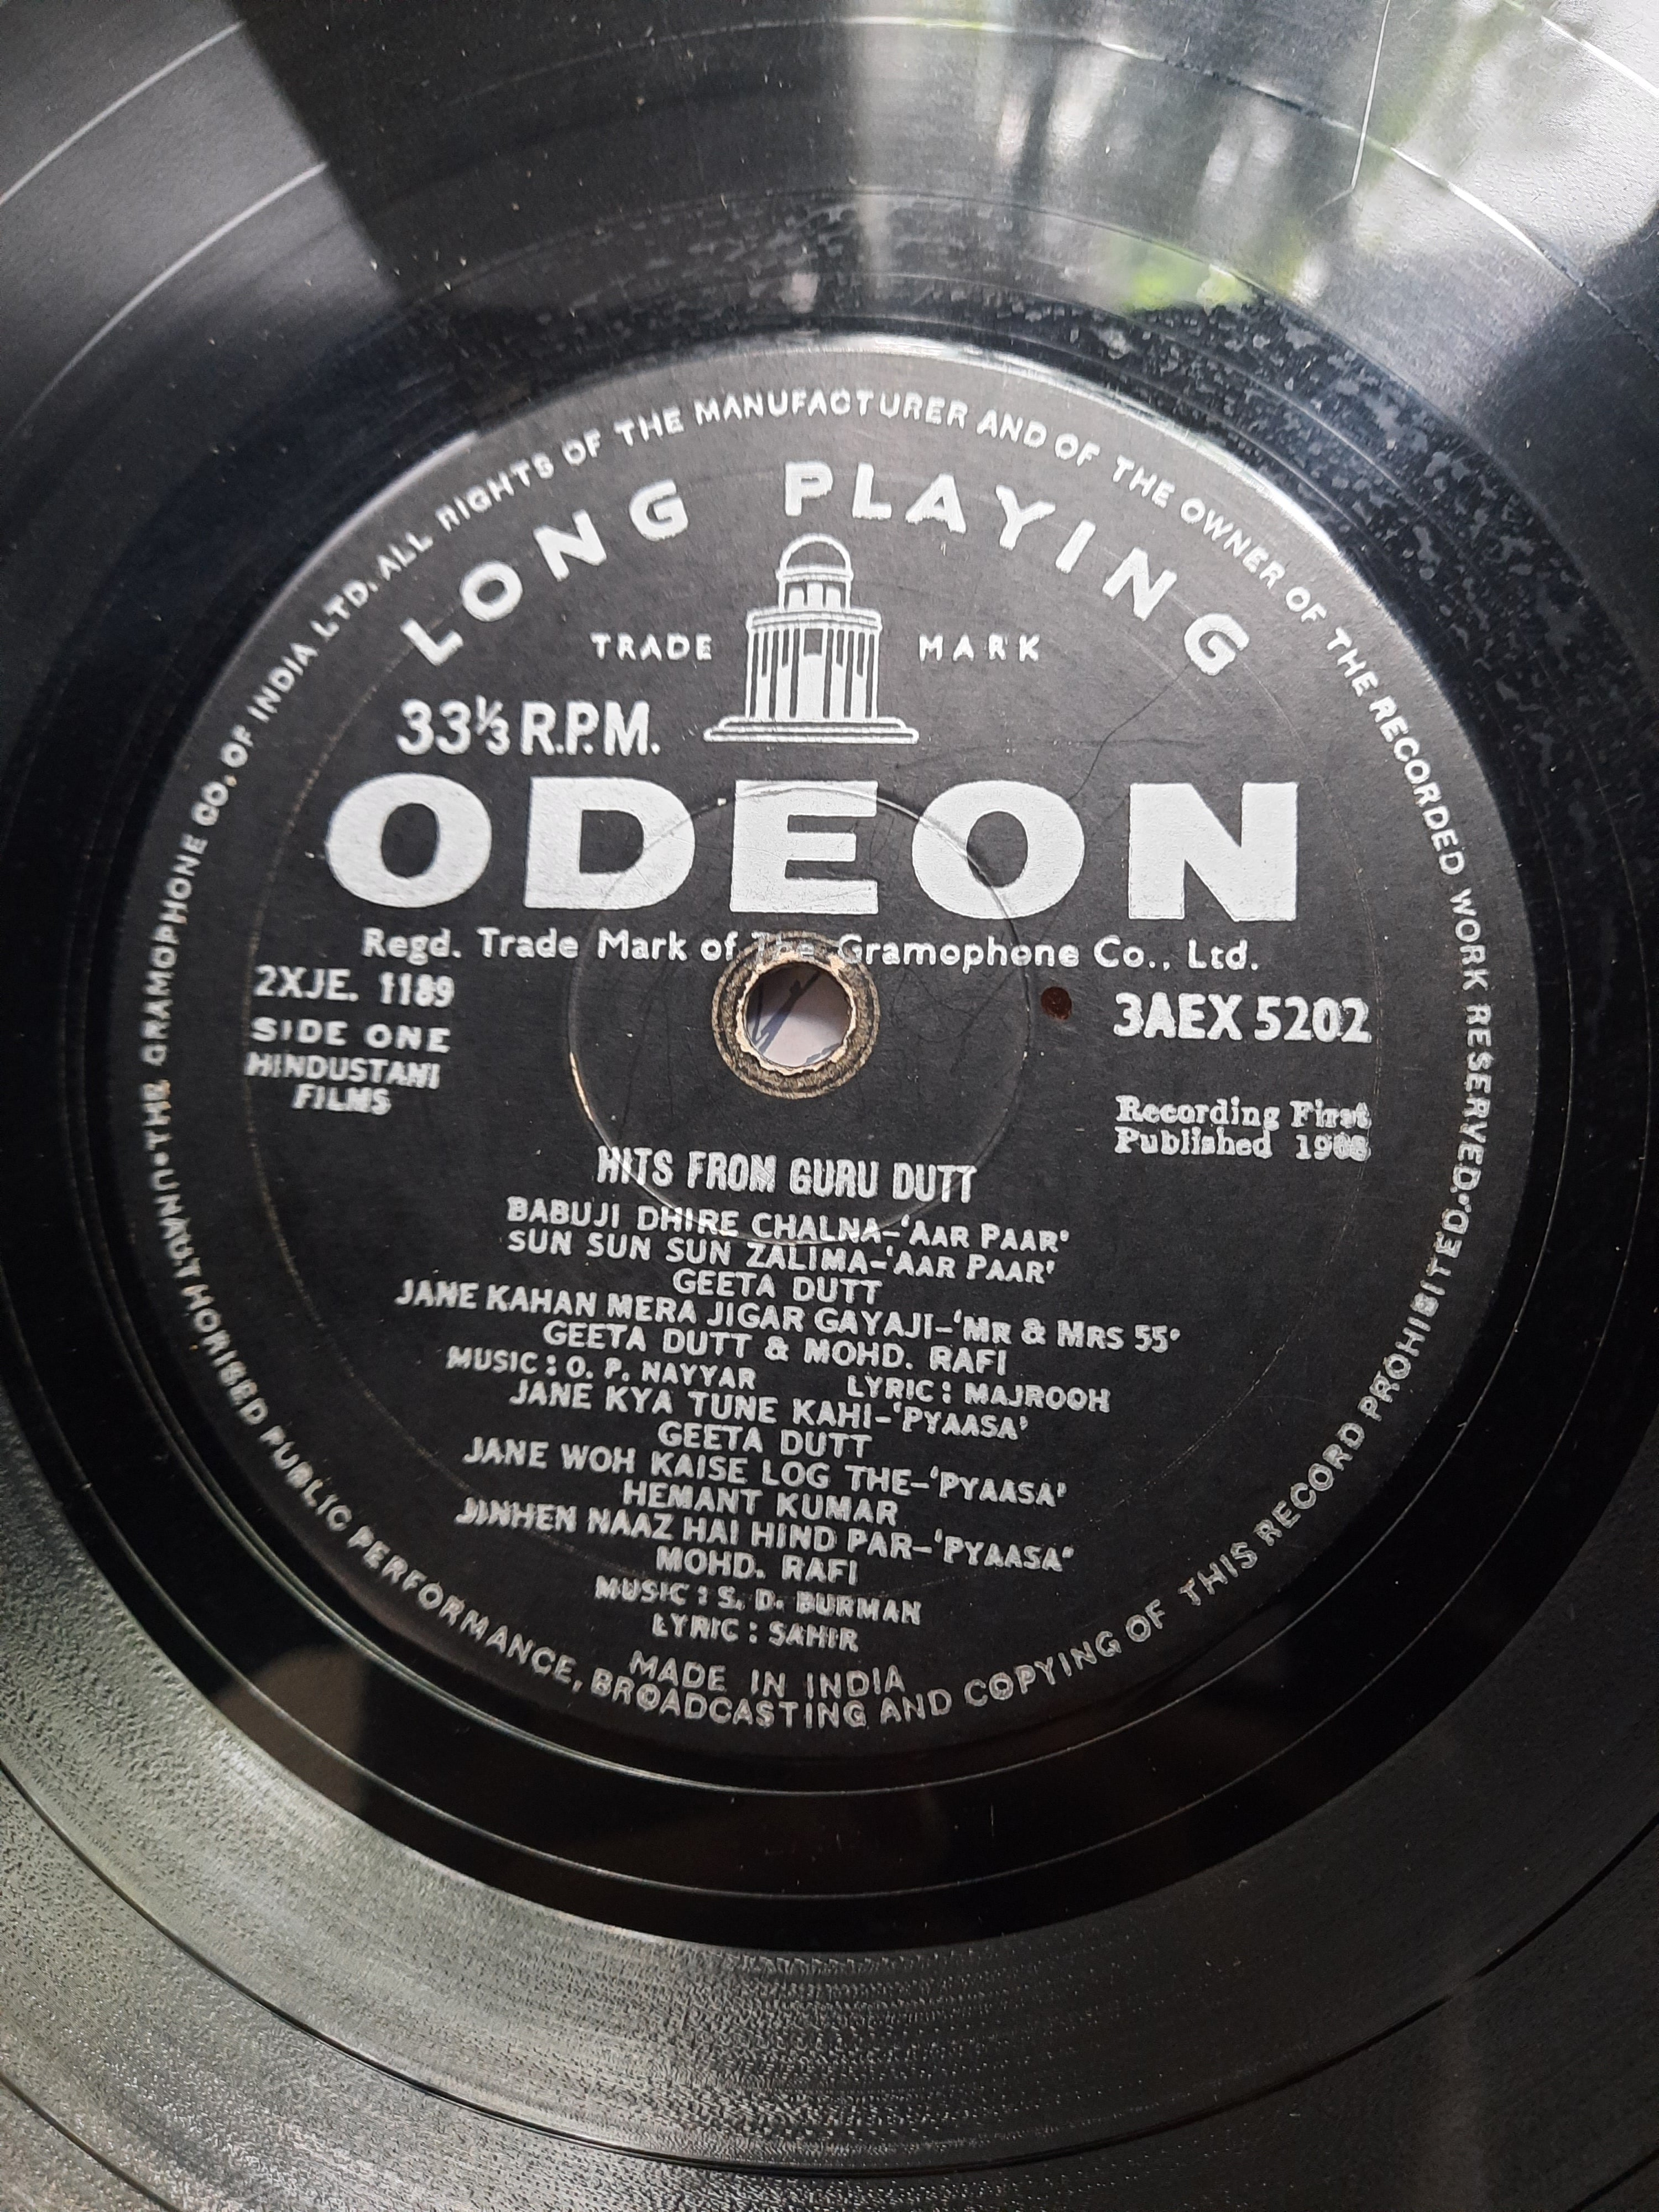 THE GRAMOPHONE CO. OF INDIA LTD. ALL RIGHTS OF THE MANUFACTURER AND OF THE OWNER OF THE RECORDED WORK RESERVED. UNAUTHORISED PUBLIC PERFORMANCE, BROADCASTING AND COPYING OF THIS RECORD PROHIBITED.
LONG PLAYING
TRADE MARK
33⅓ R.P.M.
ODEON
Regd. Trade Mark of The Gramophone Co., Ltd.
2XJE. 1189
3AEX 5202
SIDE ONE
HINDUSTANI
FILMS
Recording First
Published
HITS FROM GURU DUTT
BABUJI DHIRE CHALNA-'AAR PAAR'
SUN SUN SUN ZALIMA-'AAR PAAR'
GEETA DUTT
JANE KAHAN MERA JIGAR GAYAJI-'MR & MRS 55'
GEETA DUTT & MOHD. RAFI
MUSIC : O. P. NAYYAR LYRIC : MAJROOH
JANE KYA TUNE KAHI-'PYAASA'
GEETA DUTT
JANE WOH KAISE LOG THE-'PYAASA'
HEMANT KUMAR
JINHEN NAAZ HAI HIND PAR-'PYAASA'
MOHD. RAFI
MUSIC : S. D. BURMAN
LYRIC : SAHIR
MADE IN INDIA